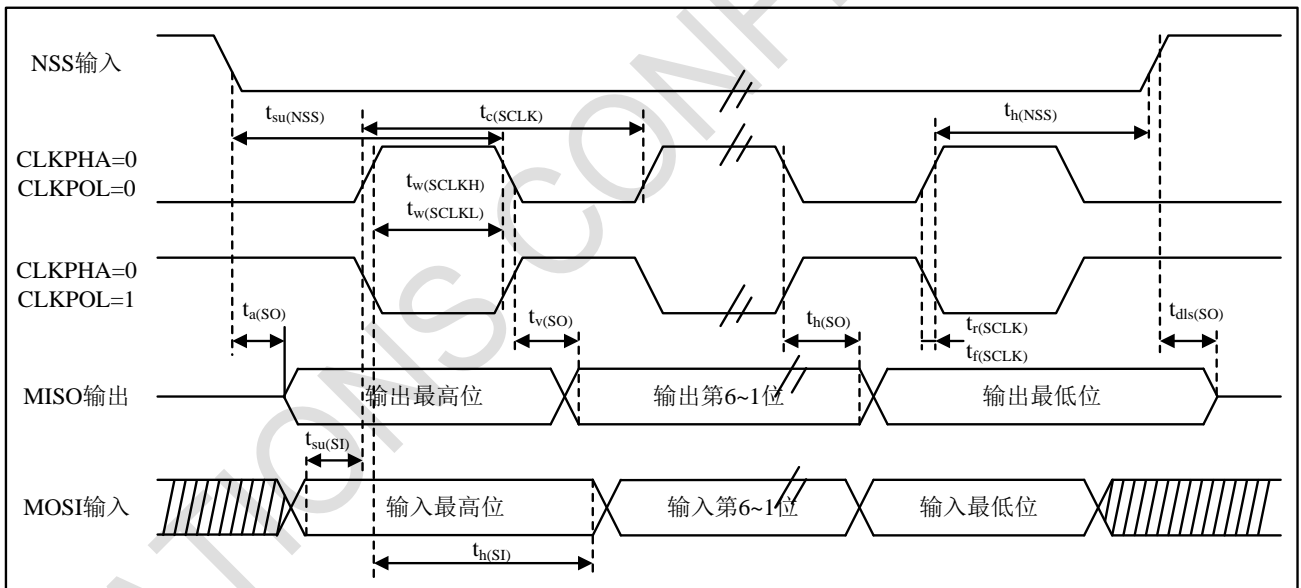 NSS输入
tsu(NSS)
tc(SCLK)
th(NSS)
CLKPHA=0
CLKPOL=0
tw(SCLKH)
tw(SCLKL)
CLKPHA=0
CLKPOL=1
ta(SO)
tv(SO)
th(SO)
tr(SCLK)
tf(SCLK)
tdls(SO)
MISO输出
输出最高位
输出第6~1位
输出最低位
tsu(SI)
MOSI输入
输入最高位
输入第6~1位
输入最低位
th(SI)
ATIONS CONF